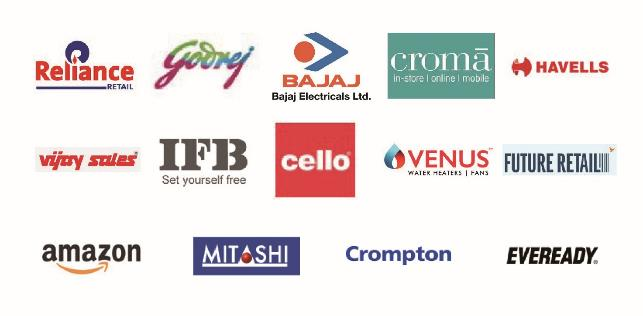 Reliance
RETAIL
Godrej
BAJAJ
Bajaj Electricals Ltd.
cromā
in-store | online | mobile
HAVELLS
vijay sales
IFB
Set yourself free
cello
VENUS
WATER HEATERS | FANS
FUTURE RETAIL
amazon
MITASHI
Crompton
EVEREADY